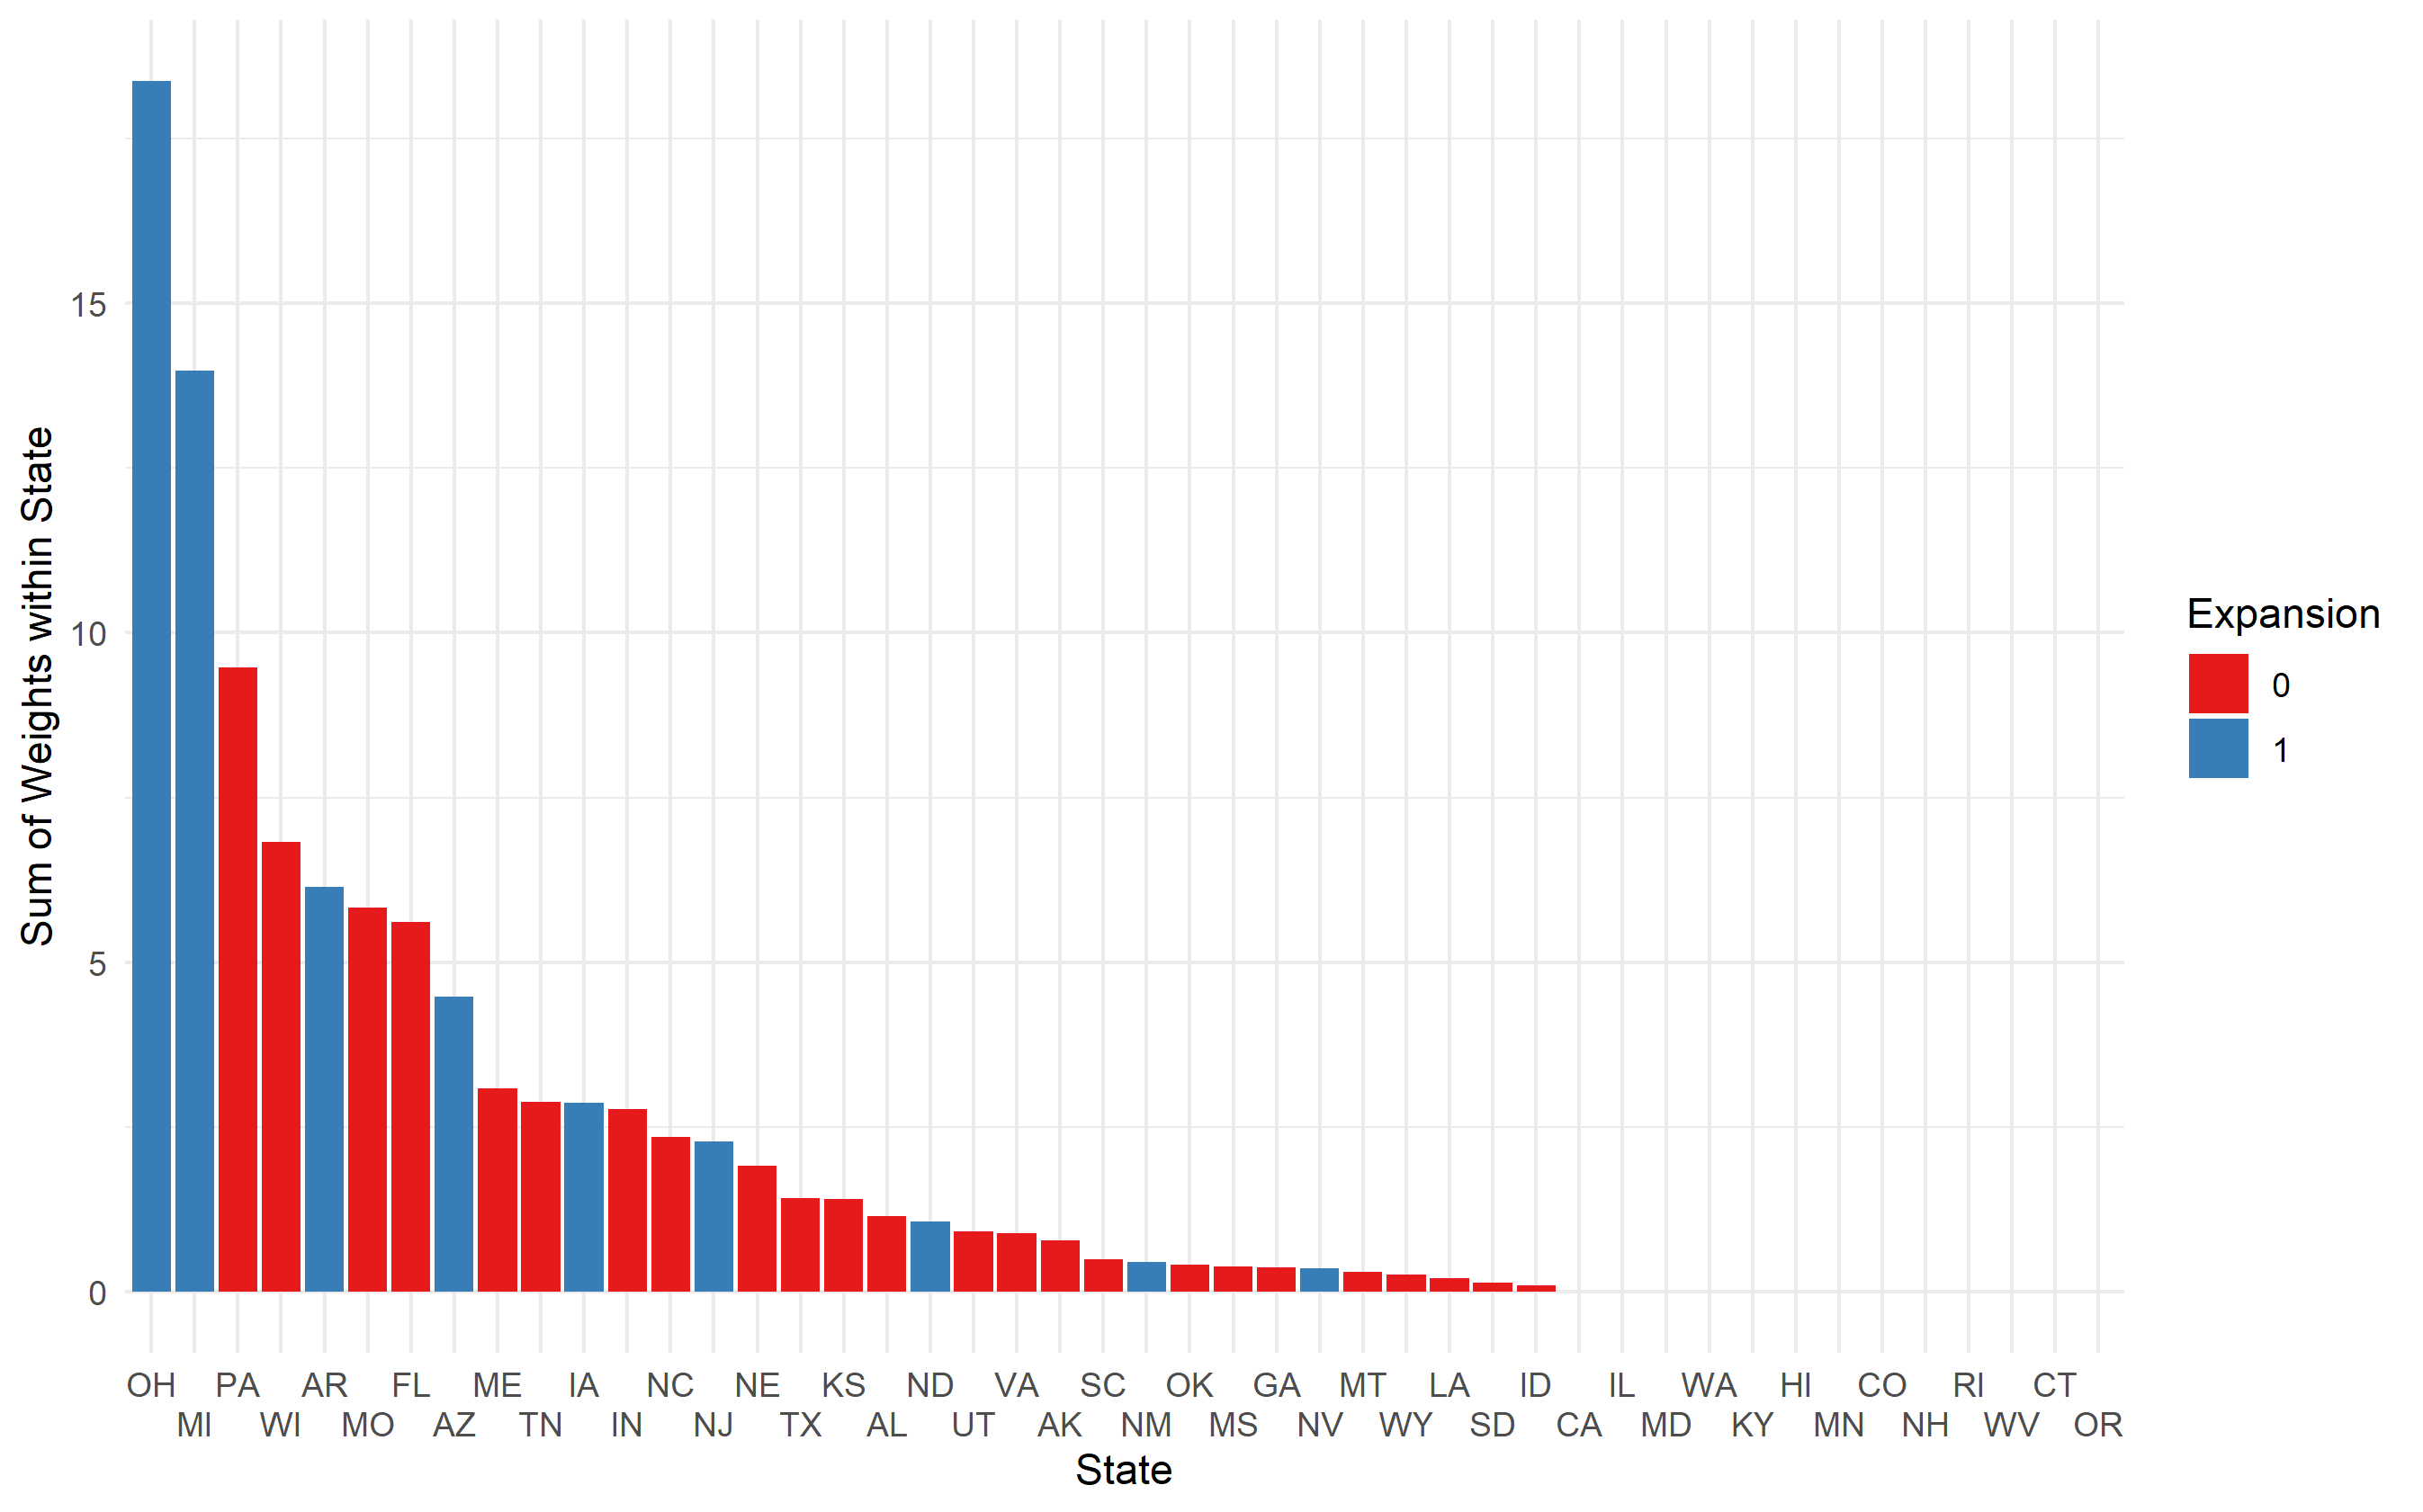 Sum of Weights within State
15
10
5
0
OH PA AR FL ME IA NC NE KS ND VA SC OK GA MT LA ID IL WA HI CO RI CT
MI WI MO AZ TN IN NJ TX AL UT AK NM MS NV WY SD CA MD KY MN NH WV OR
State
Expansion
0
1